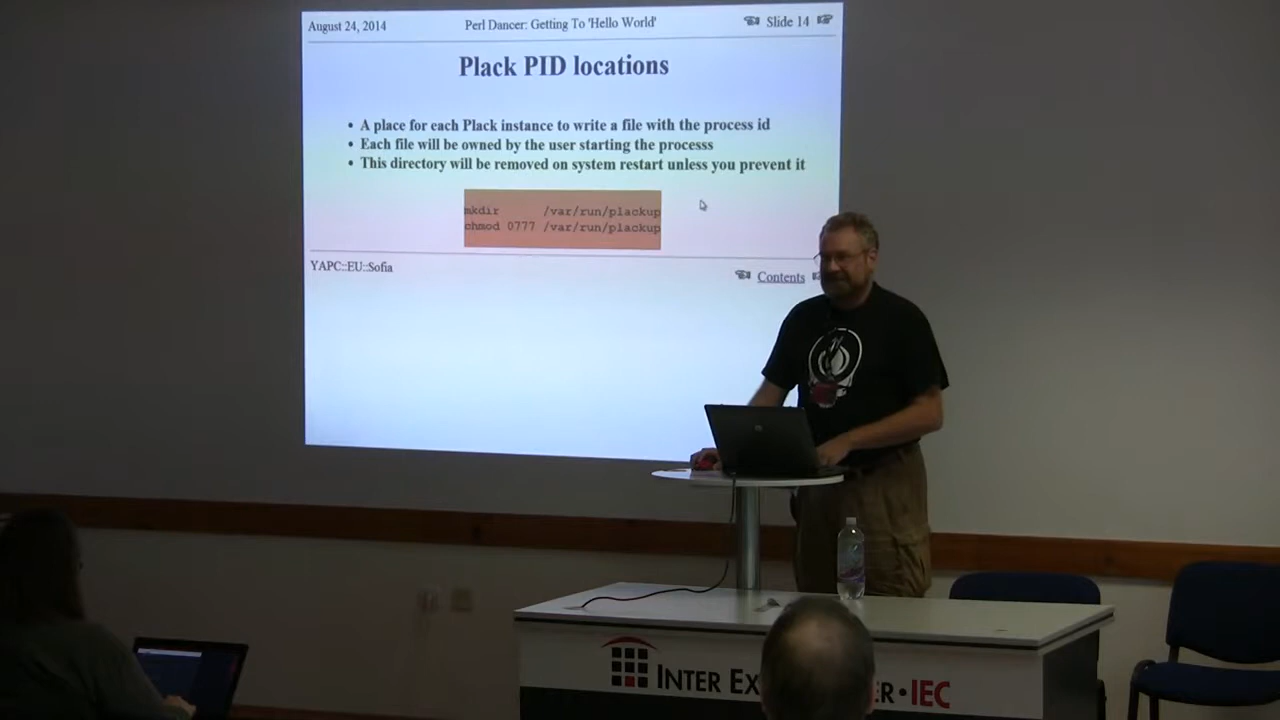 August 24, 2014 Perl Dancer: Getting To 'Hello World' Slide 14
Plack PID locations
• A place for each Plack instance to write a file with the process id
• Each file will be owned by the user starting the processs
• This directory will be removed on system restart unless you prevent it
mkdir /var/run/plackup
chmod 0777 /var/run/plackup
YAPC::EU::Sofia
Contents
INTER EX ER • IEC